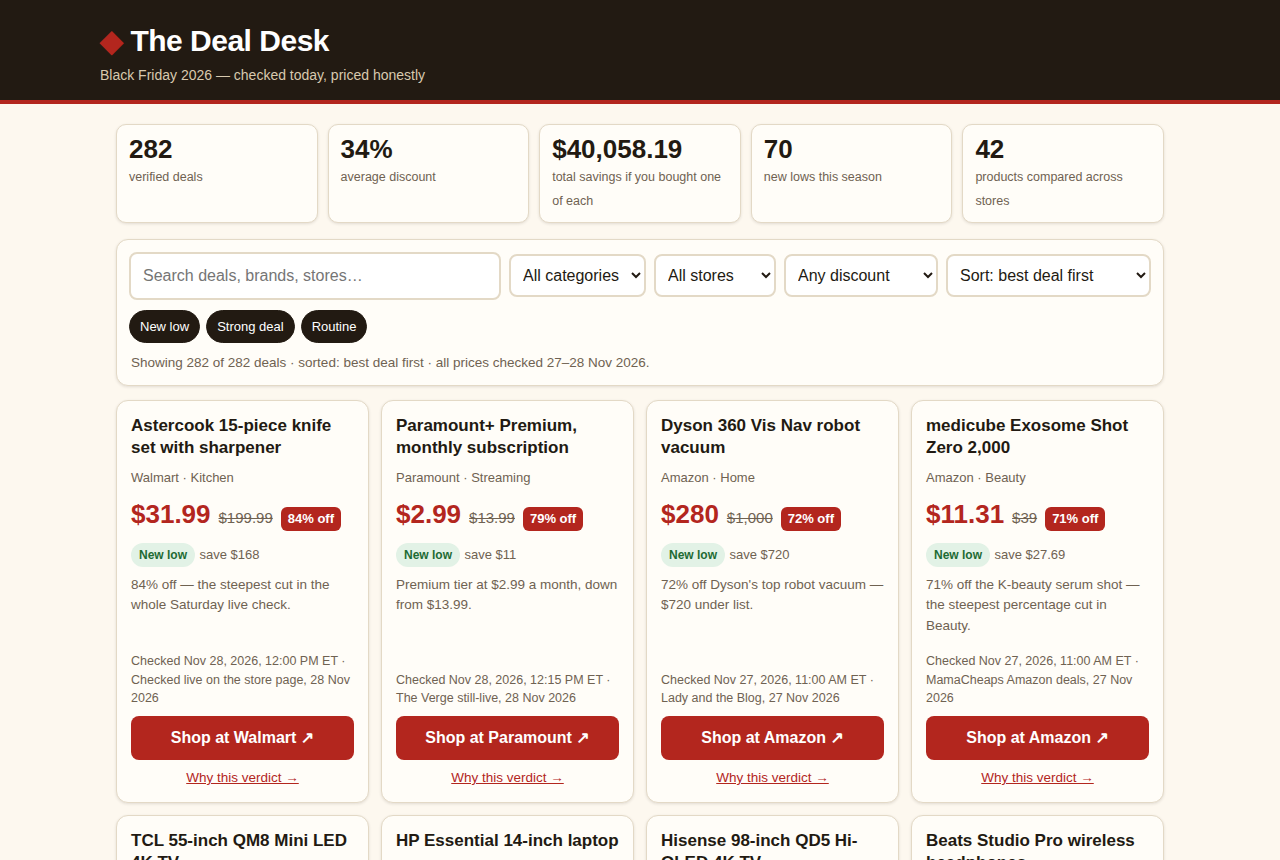 The Deal Desk
Black Friday 2026 — checked today, priced honestly
282
verified deals
34%
average discount
$40,058.19
total savings if you bought one
of each
70
new lows this season
42
products compared across
stores
Search deals, brands, stores…
All categories
All stores
Any discount
Sort: best deal first
New low
Strong deal
Routine
Showing 282 of 282 deals · sorted: best deal first · all prices checked 27–28 Nov 2026.
Astercook 15-piece knife
set with sharpener
Walmart · Kitchen
$31.99 $199.99 84% off
New low save $168
84% off — the steepest cut in the
whole Saturday live check.
Checked Nov 28, 2026, 12:00 PM ET ·
Checked live on the store page, 28 Nov
2026
Shop at Walmart ↗
Why this verdict →
Paramount+ Premium,
monthly subscription
Paramount · Streaming
$2.99 $13.99 79% off
New low save $11
Premium tier at $2.99 a month, down
from $13.99.
Checked Nov 28, 2026, 12:15 PM ET ·
The Verge still-live, 28 Nov 2026
Shop at Paramount ↗
Why this verdict →
Dyson 360 Vis Nav robot
vacuum
Amazon · Home
$280 $1,000 72% off
New low save $720
72% off Dyson's top robot vacuum —
$720 under list.
Checked Nov 27, 2026, 11:00 AM ET ·
Lady and the Blog, 27 Nov 2026
Shop at Amazon ↗
Why this verdict →
medicube Exosome Shot
Zero 2,000
Amazon · Beauty
$11.31 $39 71% off
New low save $27.69
71% off the K-beauty serum shot —
the steepest percentage cut in
Beauty.
Checked Nov 27, 2026, 11:00 AM ET ·
MamaCheaps Amazon deals, 27 Nov
2026
Shop at Amazon ↗
Why this verdict →
TCL 55-inch QM8 Mini LED
4K TV
HP Essential 14-inch laptop
Hisense 98-inch QD5 Hi-
QLED 4K TV
Beats Studio Pro wireless
headphones